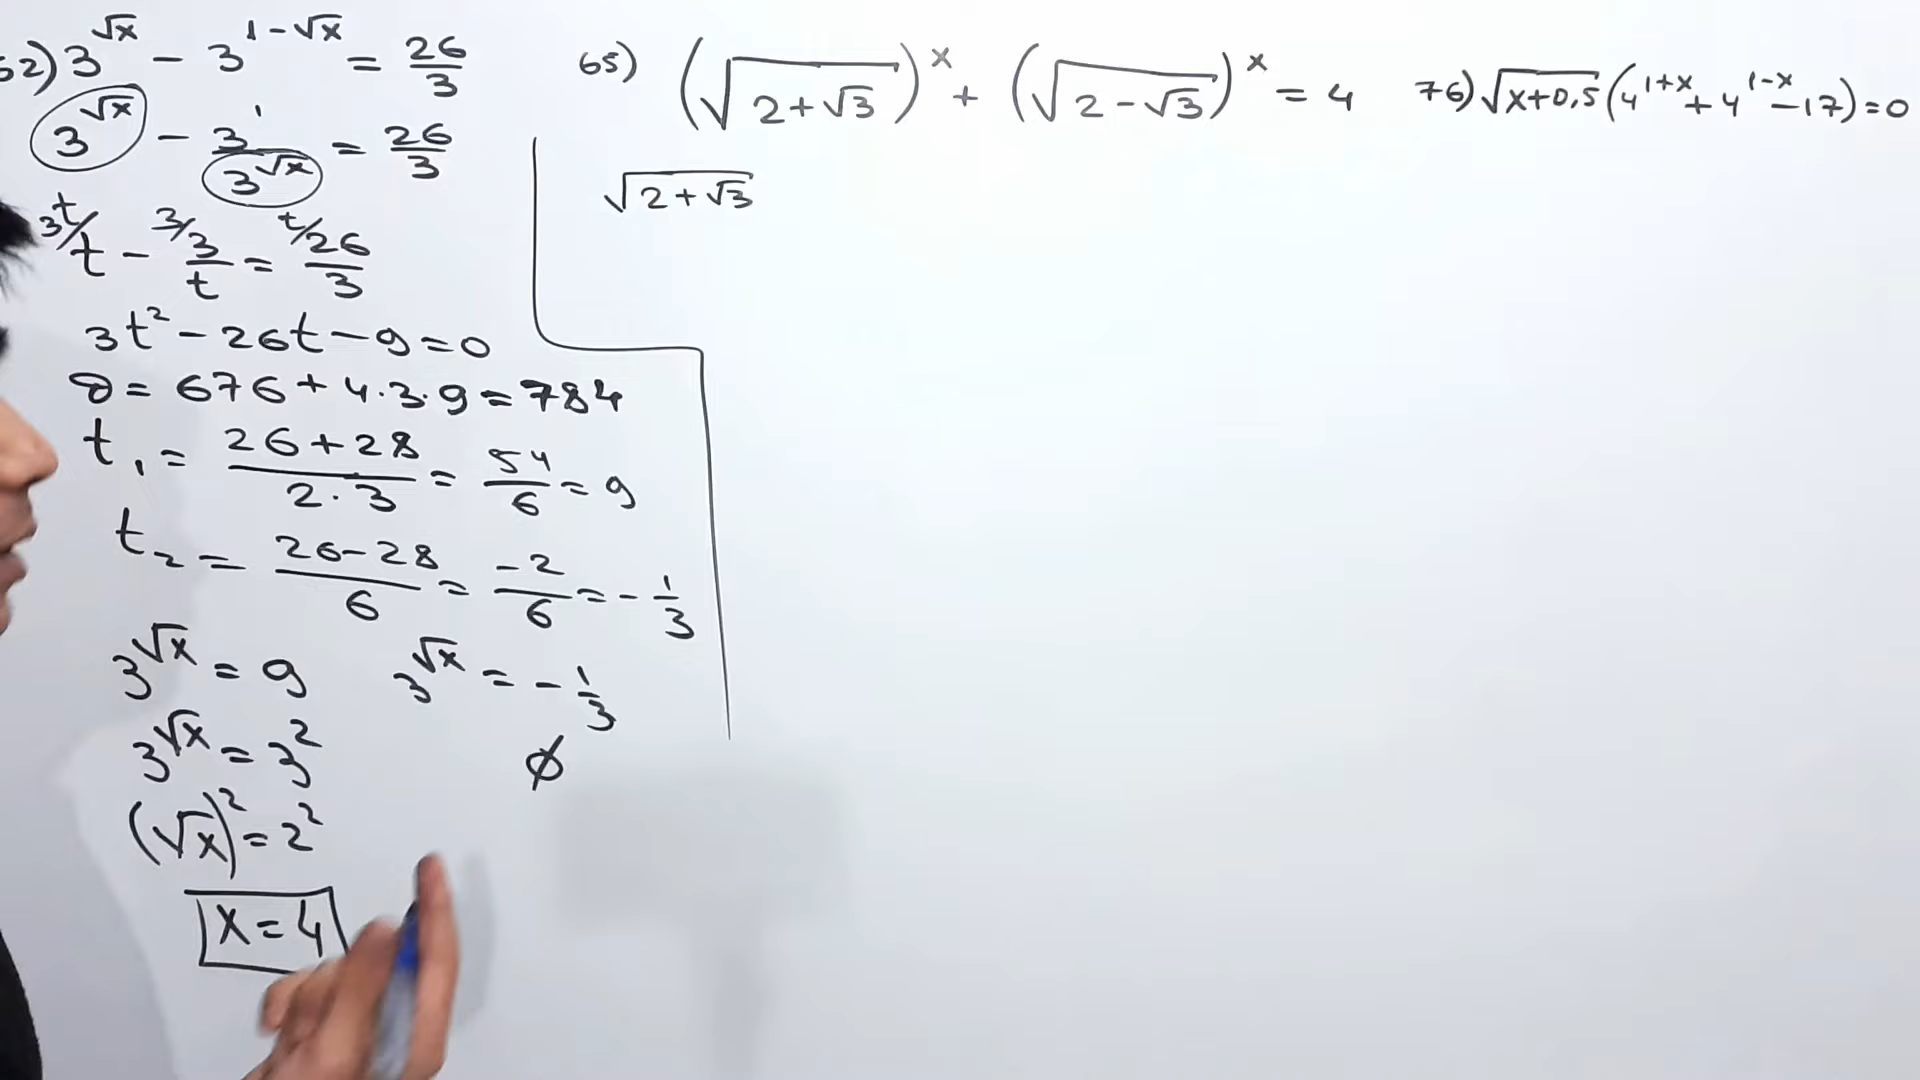 62) 3^√x - 3^(1-√x) = 26/3
3^√x - 3^1/3^√x = 26/3
3t/ t - 3/ 3/t = t/ 26/3
3t² - 26t - 9 = 0
D = 676 + 4·3·9 = 784
t₁ = (26+28)/(2·3) = 54/6 = 9
t₂ = (26-28)/6 = -2/6 = -1/3
3^√x = 9    3^√x = -1/3
3^√x = 3²    ∅
(√x)² = 2²
x = 4
65) (√(2+√3))^x + (√(2-√3))^x = 4
√(2+√3)
76) √(x+0,5) (4^(1+x) + 4^(1-x) - 17) = 0